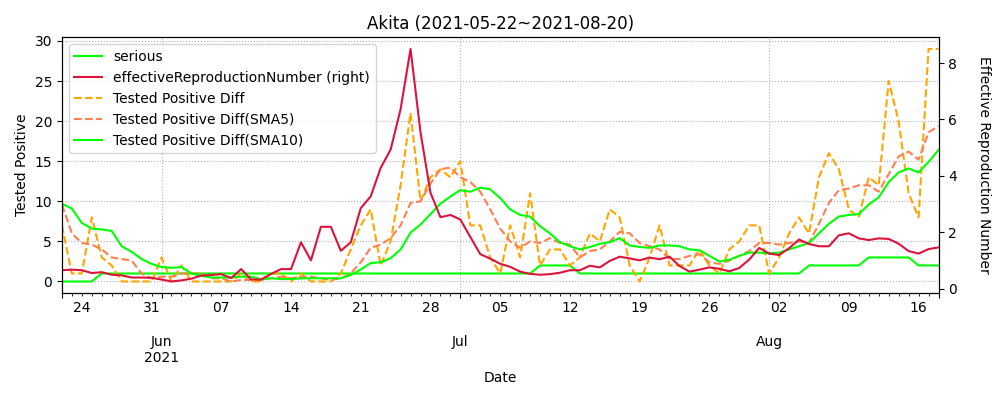 Akita (2021-05-22~2021-08-20)
serious
effectiveReproductionNumber (right)
Tested Positive Diff
Tested Positive Diff(SMA5)
Tested Positive Diff(SMA10)
Tested Positive
30
25
20
15
10
5
0
8
6
4
2
0
Effective Reproduction Number
24 31 07 14 21 28 05 12 19 26 02 09 16
Jun Jul Aug
2021
Date